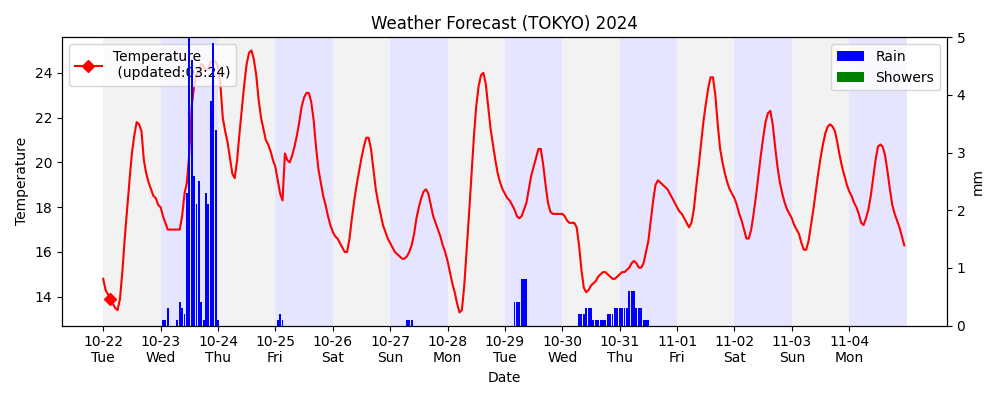 Weather Forecast (TOKYO) 2024
Temperature
(updated:03:24)
Rain
Showers
Temperature
24
22
20
18
16
14
5
4
3
2
1
0
mm
10-22 10-23 10-24 10-25 10-26 10-27 10-28 10-29 10-30 10-31 11-01 11-02 11-03 11-04
Tue Wed Thu Fri Sat Sun Mon Tue Wed Thu Fri Sat Sun Mon
Date